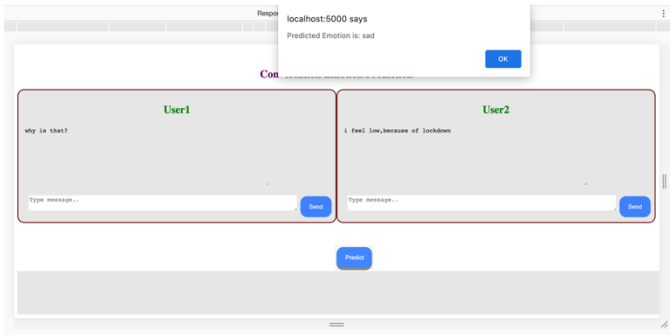 Respo
localhost:5000 says
Predicted Emotion is: sad
OK
User1
User2
why is that?
i feel low,because of lockdown
Type message..
Send
Type message..
Send
Predict